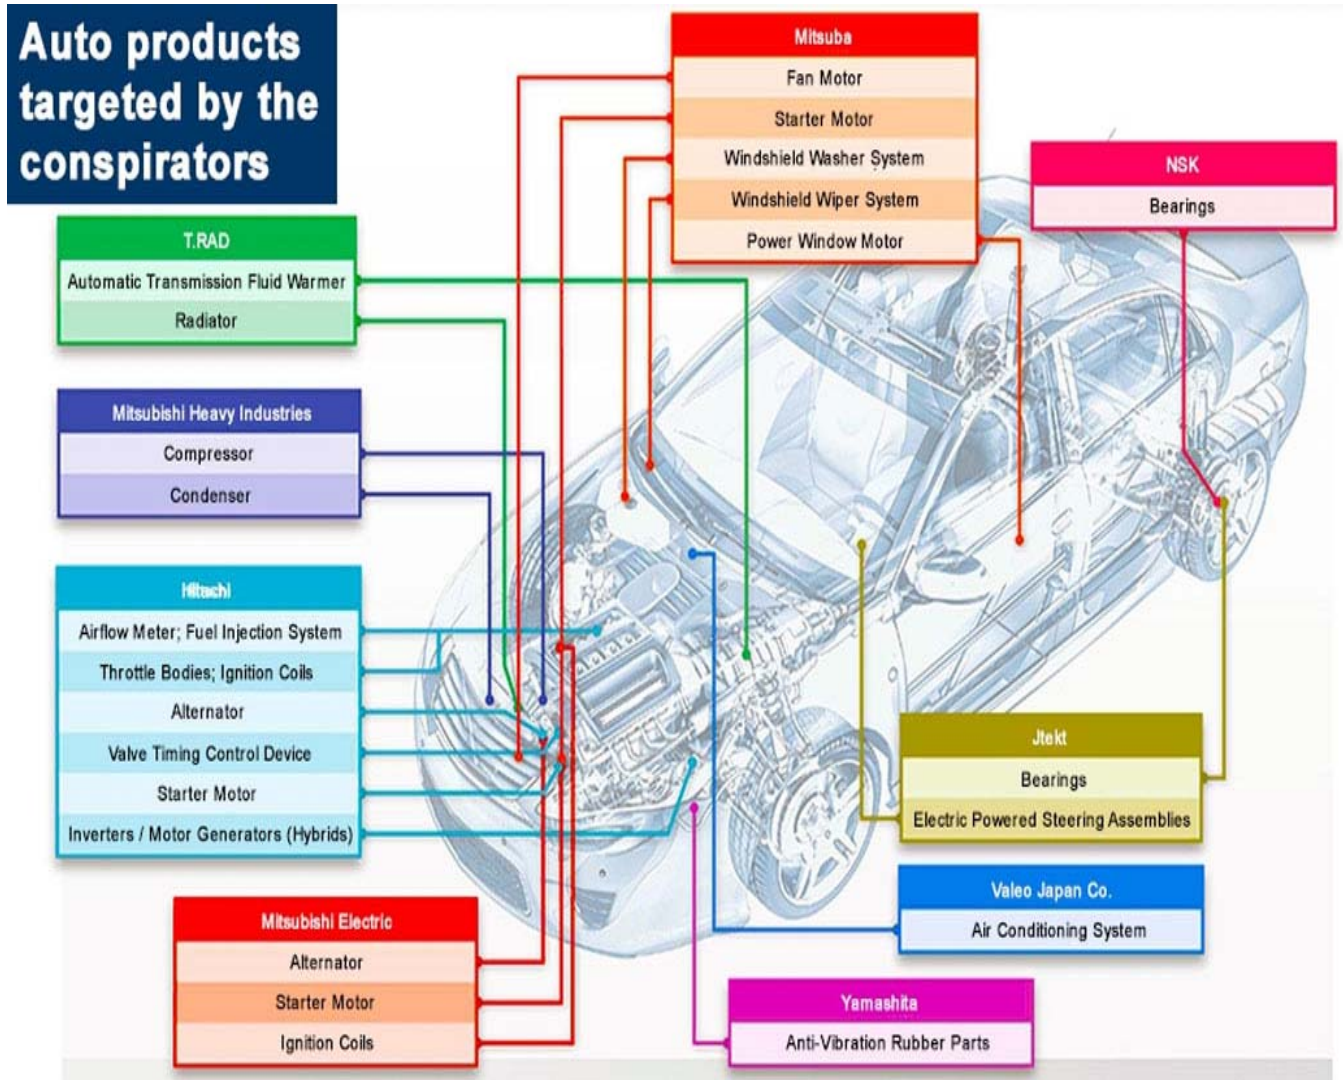 Auto products
targeted by the
conspirators
Mitsuba
Fan Motor
Starter Motor
Windshield Washer System
Windshield Wiper System
Power Window Motor
NSK
Bearings
T.RAD
Automatic Transmission Fluid Warmer
Radiator
Mitsubishi Heavy Industries
Compressor
Condenser
Hitachi
Airflow Meter; Fuel Injection System
Throttle Bodies; Ignition Coils
Alternator
Valve Timing Control Device
Starter Motor
Inverters / Motor Generators (Hybrids)
Jtekt
Bearings
Electric Powered Steering Assemblies
Valeo Japan Co.
Air Conditioning System
Mitsubishi Electric
Alternator
Starter Motor
Ignition Coils
Yamashita
Anti-Vibration Rubber Parts